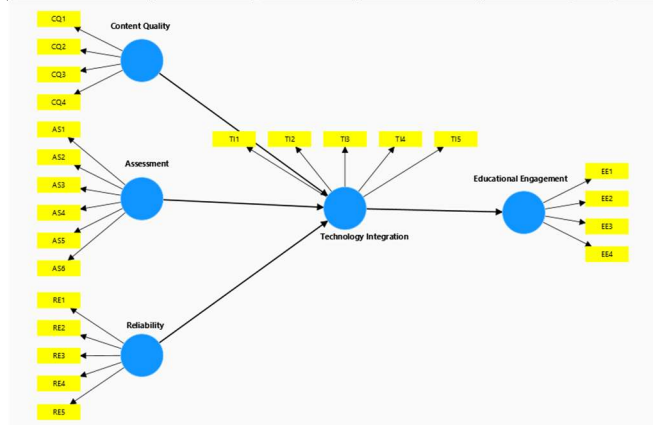 Content Quality
CQ1
CQ2
CQ3
CQ4
Assessment
AS1
AS2
AS3
AS4
AS5
AS6
Reliability
RE1
RE2
RE3
RE4
RE5
TI1 TI2 TI3 TI4 TI5
Technology Integration
Educational Engagement
EE1
EE2
EE3
EE4